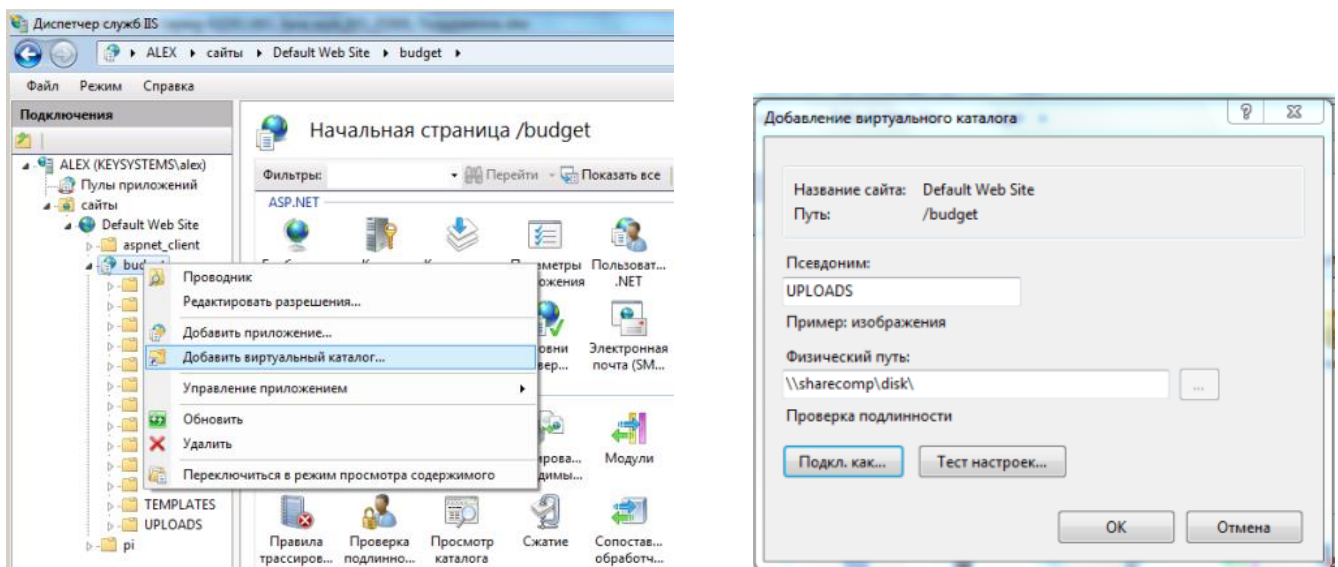 Диспетчер служб IIS
ALEX сайты Default Web Site budget
Файл Режим Справка
Подключения
ALEX (KEYSYSTEMS\alex)
Пулы приложений
сайты
Default Web Site
aspnet_client
TEMPLATES
UPLOADS
pi
Проводник
Редактировать разрешения...
Добавить приложение...
Добавить виртуальный каталог...
Управление приложением
Обновить
Удалить
Переключиться в режим просмотра содержимого
Начальная страница /budget
Фильтры: Перейти Показать все
ASP.NET
Пользоват...
.NET
Электронная
почта (SM...
Модули
Правила
трассиров...
Проверка
подлинно...
Просмотр
каталога
Сжатие
Сопостав...
обработч...
Добавление виртуального каталога
Название сайта: Default Web Site
Путь: /budget
Псевдоним:
UPLOADS
Пример: изображения
Физический путь:
\\sharecomp\disk\
...
Проверка подлинности
Подкл. как... Тест настроек...
OK Отмена